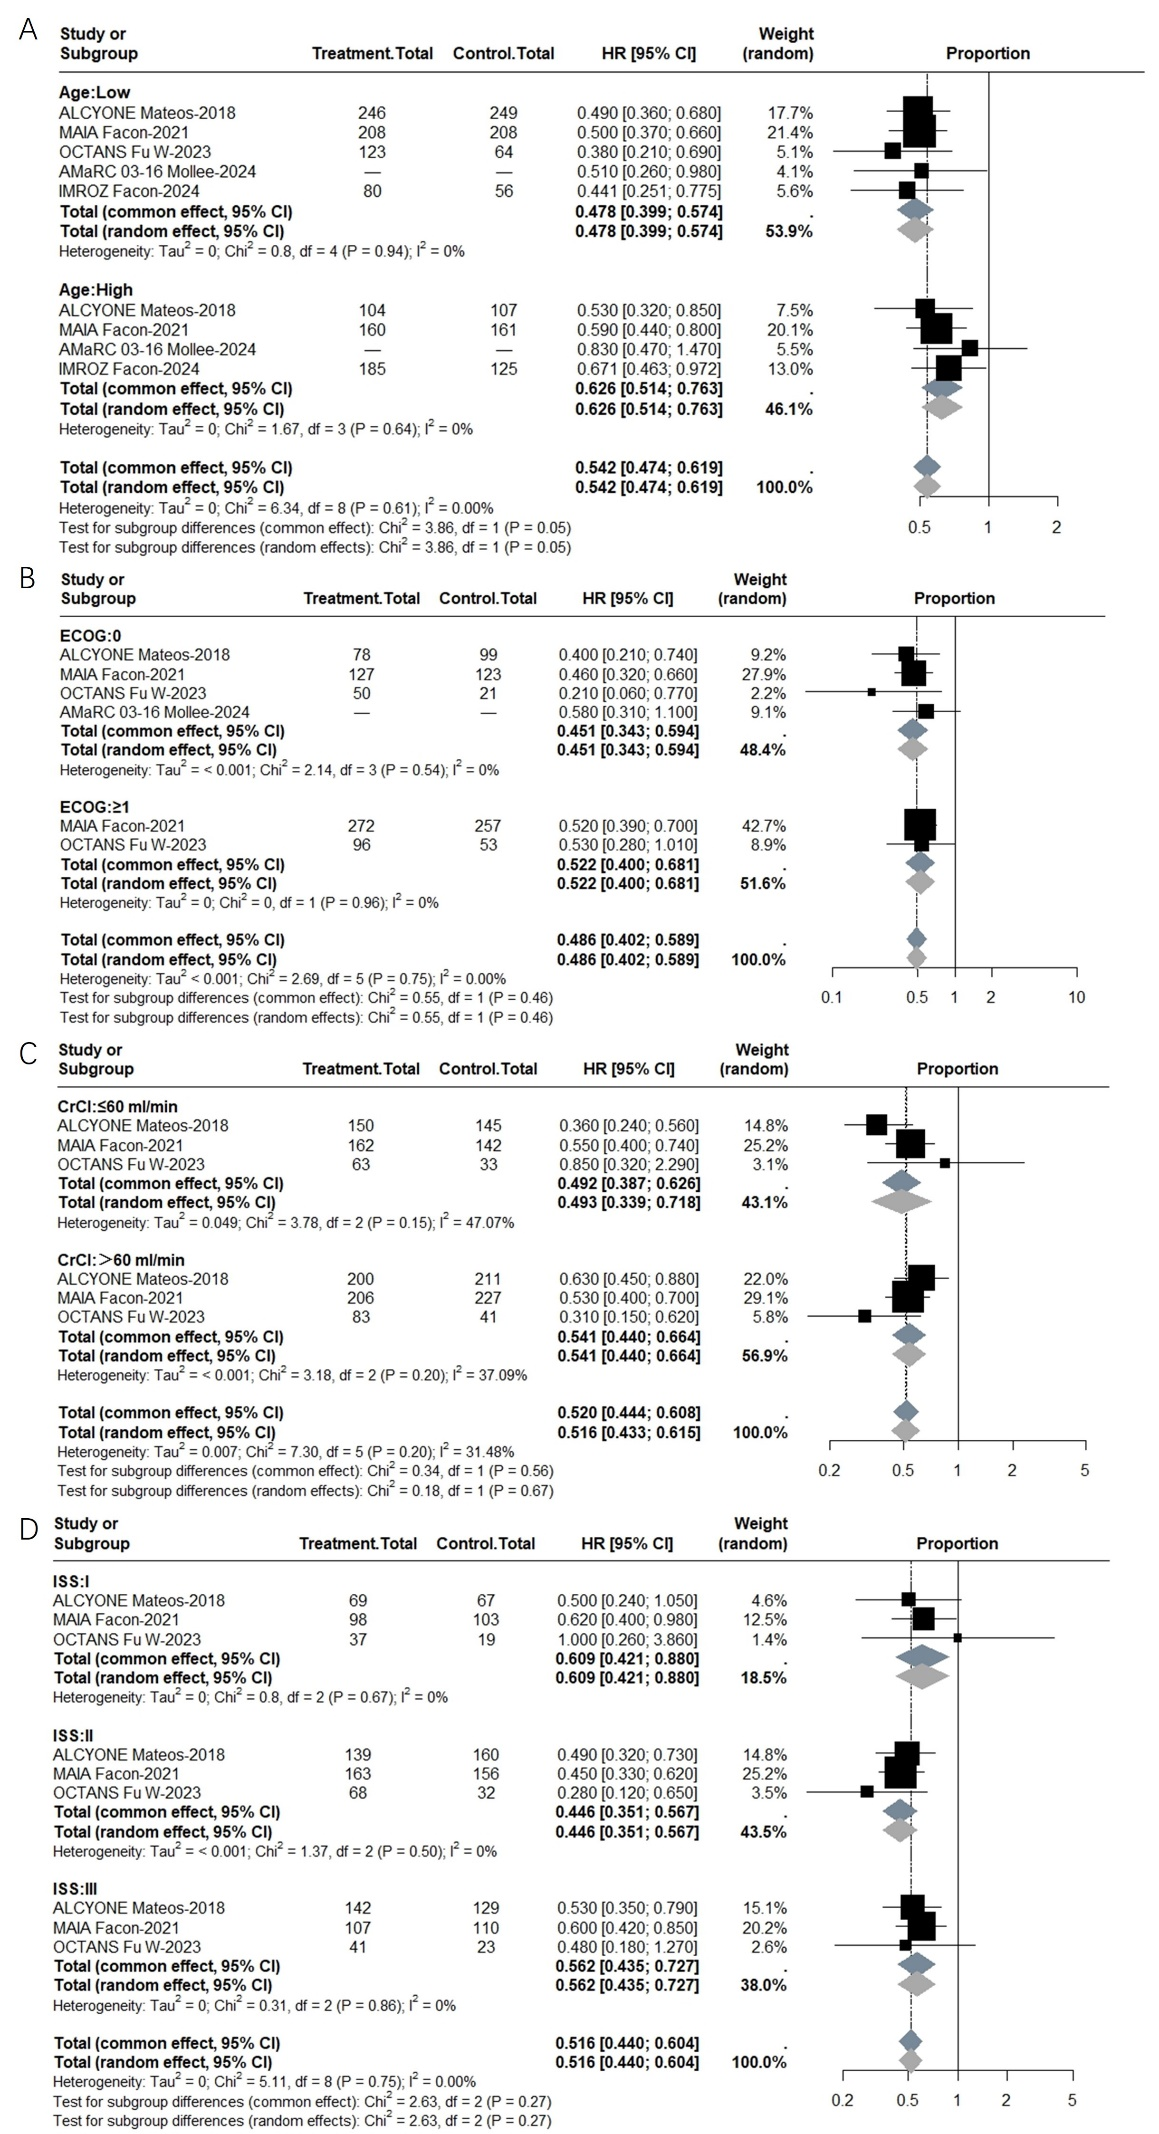 A
Study or
Subgroup Treatment.Total Control.Total HR [95% CI] Weight (random) Proportion
Age:Low
ALCYONE Mateos-2018 246 249 0.490 [0.360; 0.680] 17.7%
MAIA Facon-2021 208 208 0.500 [0.370; 0.660] 21.4%
OCTANS Fu W-2023 123 64 0.380 [0.210; 0.690] 5.1%
AMaRC 03-16 Mollee-2024 — — 0.510 [0.260; 0.980] 4.1%
IMROZ Facon-2024 80 56 0.441 [0.251; 0.775] 5.6%
Total (common effect, 95% CI) 0.478 [0.399; 0.574] .
Total (random effect, 95% CI) 0.478 [0.399; 0.574] 53.9%
Heterogeneity: Tau² = 0; Chi² = 0.8, df = 4 (P = 0.94); I² = 0%
Age:High
ALCYONE Mateos-2018 104 107 0.530 [0.320; 0.850] 7.5%
MAIA Facon-2021 160 161 0.590 [0.440; 0.800] 20.1%
AMaRC 03-16 Mollee-2024 — — 0.830 [0.470; 1.470] 5.5%
IMROZ Facon-2024 185 125 0.671 [0.463; 0.972] 13.0%
Total (common effect, 95% CI) 0.626 [0.514; 0.763] .
Total (random effect, 95% CI) 0.626 [0.514; 0.763] 46.1%
Heterogeneity: Tau² = 0; Chi² = 1.67, df = 3 (P = 0.64); I² = 0%
Total (common effect, 95% CI) 0.542 [0.474; 0.619] .
Total (random effect, 95% CI) 0.542 [0.474; 0.619] 100.0%
Heterogeneity: Tau² = 0; Chi² = 6.34, df = 8 (P = 0.61); I² = 0.00%
Test for subgroup differences (common effect): Chi² = 3.86, df = 1 (P = 0.05)
Test for subgroup differences (random effects): Chi² = 3.86, df = 1 (P = 0.05)
0.5 1 2
B
Study or
Subgroup Treatment.Total Control.Total HR [95% CI] Weight (random) Proportion
ECOG:0
ALCYONE Mateos-2018 78 99 0.400 [0.210; 0.740] 9.2%
MAIA Facon-2021 127 123 0.460 [0.320; 0.660] 27.9%
OCTANS Fu W-2023 50 21 0.210 [0.060; 0.770] 2.2%
AMaRC 03-16 Mollee-2024 — — 0.580 [0.310; 1.100] 9.1%
Total (common effect, 95% CI) 0.451 [0.343; 0.594] .
Total (random effect, 95% CI) 0.451 [0.343; 0.594] 48.4%
Heterogeneity: Tau² = < 0.001; Chi² = 2.14, df = 3 (P = 0.54); I² = 0%
ECOG:≥1
MAIA Facon-2021 272 257 0.520 [0.390; 0.700] 42.7%
OCTANS Fu W-2023 96 53 0.530 [0.280; 1.010] 8.9%
Total (common effect, 95% CI) 0.522 [0.400; 0.681] .
Total (random effect, 95% CI) 0.522 [0.400; 0.681] 51.6%
Heterogeneity: Tau² = 0; Chi² = 0, df = 1 (P = 0.96); I² = 0%
Total (common effect, 95% CI) 0.486 [0.402; 0.589] .
Total (random effect, 95% CI) 0.486 [0.402; 0.589] 100.0%
Heterogeneity: Tau² < 0.001; Chi² = 2.69, df = 5 (P = 0.75); I² = 0.00%
Test for subgroup differences (common effect): Chi² = 0.55, df = 1 (P = 0.46)
Test for subgroup differences (random effects): Chi² = 0.55, df = 1 (P = 0.46)
0.1 0.5 1 2 10
C
Study or
Subgroup Treatment.Total Control.Total HR [95% CI] Weight (random) Proportion
CrCl:≤60 ml/min
ALCYONE Mateos-2018 150 145 0.360 [0.240; 0.560] 14.8%
MAIA Facon-2021 162 142 0.550 [0.400; 0.740] 25.2%
OCTANS Fu W-2023 63 33 0.850 [0.320; 2.290] 3.1%
Total (common effect, 95% CI) 0.492 [0.387; 0.626] .
Total (random effect, 95% CI) 0.493 [0.339; 0.718] 43.1%
Heterogeneity: Tau² = 0.049; Chi² = 3.78, df = 2 (P = 0.15); I² = 47.07%
CrCl:＞60 ml/min
ALCYONE Mateos-2018 200 211 0.630 [0.450; 0.880] 22.0%
MAIA Facon-2021 206 227 0.530 [0.400; 0.700] 29.1%
OCTANS Fu W-2023 83 41 0.310 [0.150; 0.620] 5.8%
Total (common effect, 95% CI) 0.541 [0.440; 0.664] .
Total (random effect, 95% CI) 0.541 [0.440; 0.664] 56.9%
Heterogeneity: Tau² = < 0.001; Chi² = 3.18, df = 2 (P = 0.20); I² = 37.09%
Total (common effect, 95% CI) 0.520 [0.444; 0.608] .
Total (random effect, 95% CI) 0.516 [0.433; 0.615] 100.0%
Heterogeneity: Tau² = 0.007; Chi² = 7.30, df = 5 (P = 0.20); I² = 31.48%
Test for subgroup differences (common effect): Chi² = 0.34, df = 1 (P = 0.56)
Test for subgroup differences (random effects): Chi² = 0.18, df = 1 (P = 0.67)
0.2 0.5 1 2 5
D
Study or
Subgroup Treatment.Total Control.Total HR [95% CI] Weight (random) Proportion
ISS:I
ALCYONE Mateos-2018 69 67 0.500 [0.240; 1.050] 4.6%
MAIA Facon-2021 98 103 0.620 [0.400; 0.980] 12.5%
OCTANS Fu W-2023 37 19 1.000 [0.260; 3.860] 1.4%
Total (common effect, 95% CI) 0.609 [0.421; 0.880] .
Total (random effect, 95% CI) 0.609 [0.421; 0.880] 18.5%
Heterogeneity: Tau² = 0; Chi² = 0.8, df = 2 (P = 0.67); I² = 0%
ISS:II
ALCYONE Mateos-2018 139 160 0.490 [0.320; 0.730] 14.8%
MAIA Facon-2021 163 156 0.450 [0.330; 0.620] 25.2%
OCTANS Fu W-2023 68 32 0.280 [0.120; 0.650] 3.5%
Total (common effect, 95% CI) 0.446 [0.351; 0.567] .
Total (random effect, 95% CI) 0.446 [0.351; 0.567] 43.5%
Heterogeneity: Tau² = < 0.001; Chi² = 1.37, df = 2 (P = 0.50); I² = 0%
ISS:III
ALCYONE Mateos-2018 142 129 0.530 [0.350; 0.790] 15.1%
MAIA Facon-2021 107 110 0.600 [0.420; 0.850] 20.2%
OCTANS Fu W-2023 41 23 0.480 [0.180; 1.270] 2.6%
Total (common effect, 95% CI) 0.562 [0.435; 0.727] .
Total (random effect, 95% CI) 0.562 [0.435; 0.727] 38.0%
Heterogeneity: Tau² = 0; Chi² = 0.31, df = 2 (P = 0.86); I² = 0%
Total (common effect, 95% CI) 0.516 [0.440; 0.604] .
Total (random effect, 95% CI) 0.516 [0.440; 0.604] 100.0%
Heterogeneity: Tau² = 0; Chi² = 5.11, df = 8 (P = 0.75); I² = 0.00%
Test for subgroup differences (common effect): Chi² = 2.63, df = 2 (P = 0.27)
Test for subgroup differences (random effects): Chi² = 2.63, df = 2 (P = 0.27)
0.2 0.5 1 2 5